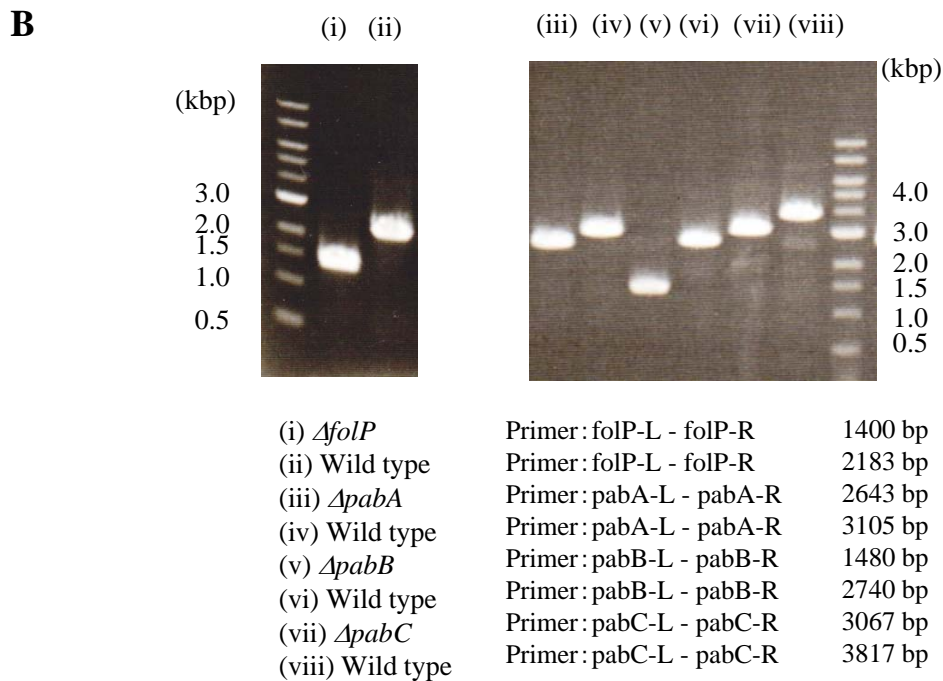 B
(i) (ii)
(iii) (iv) (v) (vi) (vii) (viii)
(kbp)
3.0
2.0
1.5
1.0
0.5
(kbp)
4.0
3.0
2.0
1.5
1.0
0.5
(i) ΔfolP Primer:folP-L - folP-R 1400 bp
(ii) Wild type Primer:folP-L - folP-R 2183 bp
(iii) ΔpabA Primer:pabA-L - pabA-R 2643 bp
(iv) Wild type Primer:pabA-L - pabA-R 3105 bp
(v) ΔpabB Primer:pabB-L - pabB-R 1480 bp
(vi) Wild type Primer:pabB-L - pabB-R 2740 bp
(vii) ΔpabC Primer:pabC-L - pabC-R 3067 bp
(viii) Wild type Primer:pabC-L - pabC-R 3817 bp